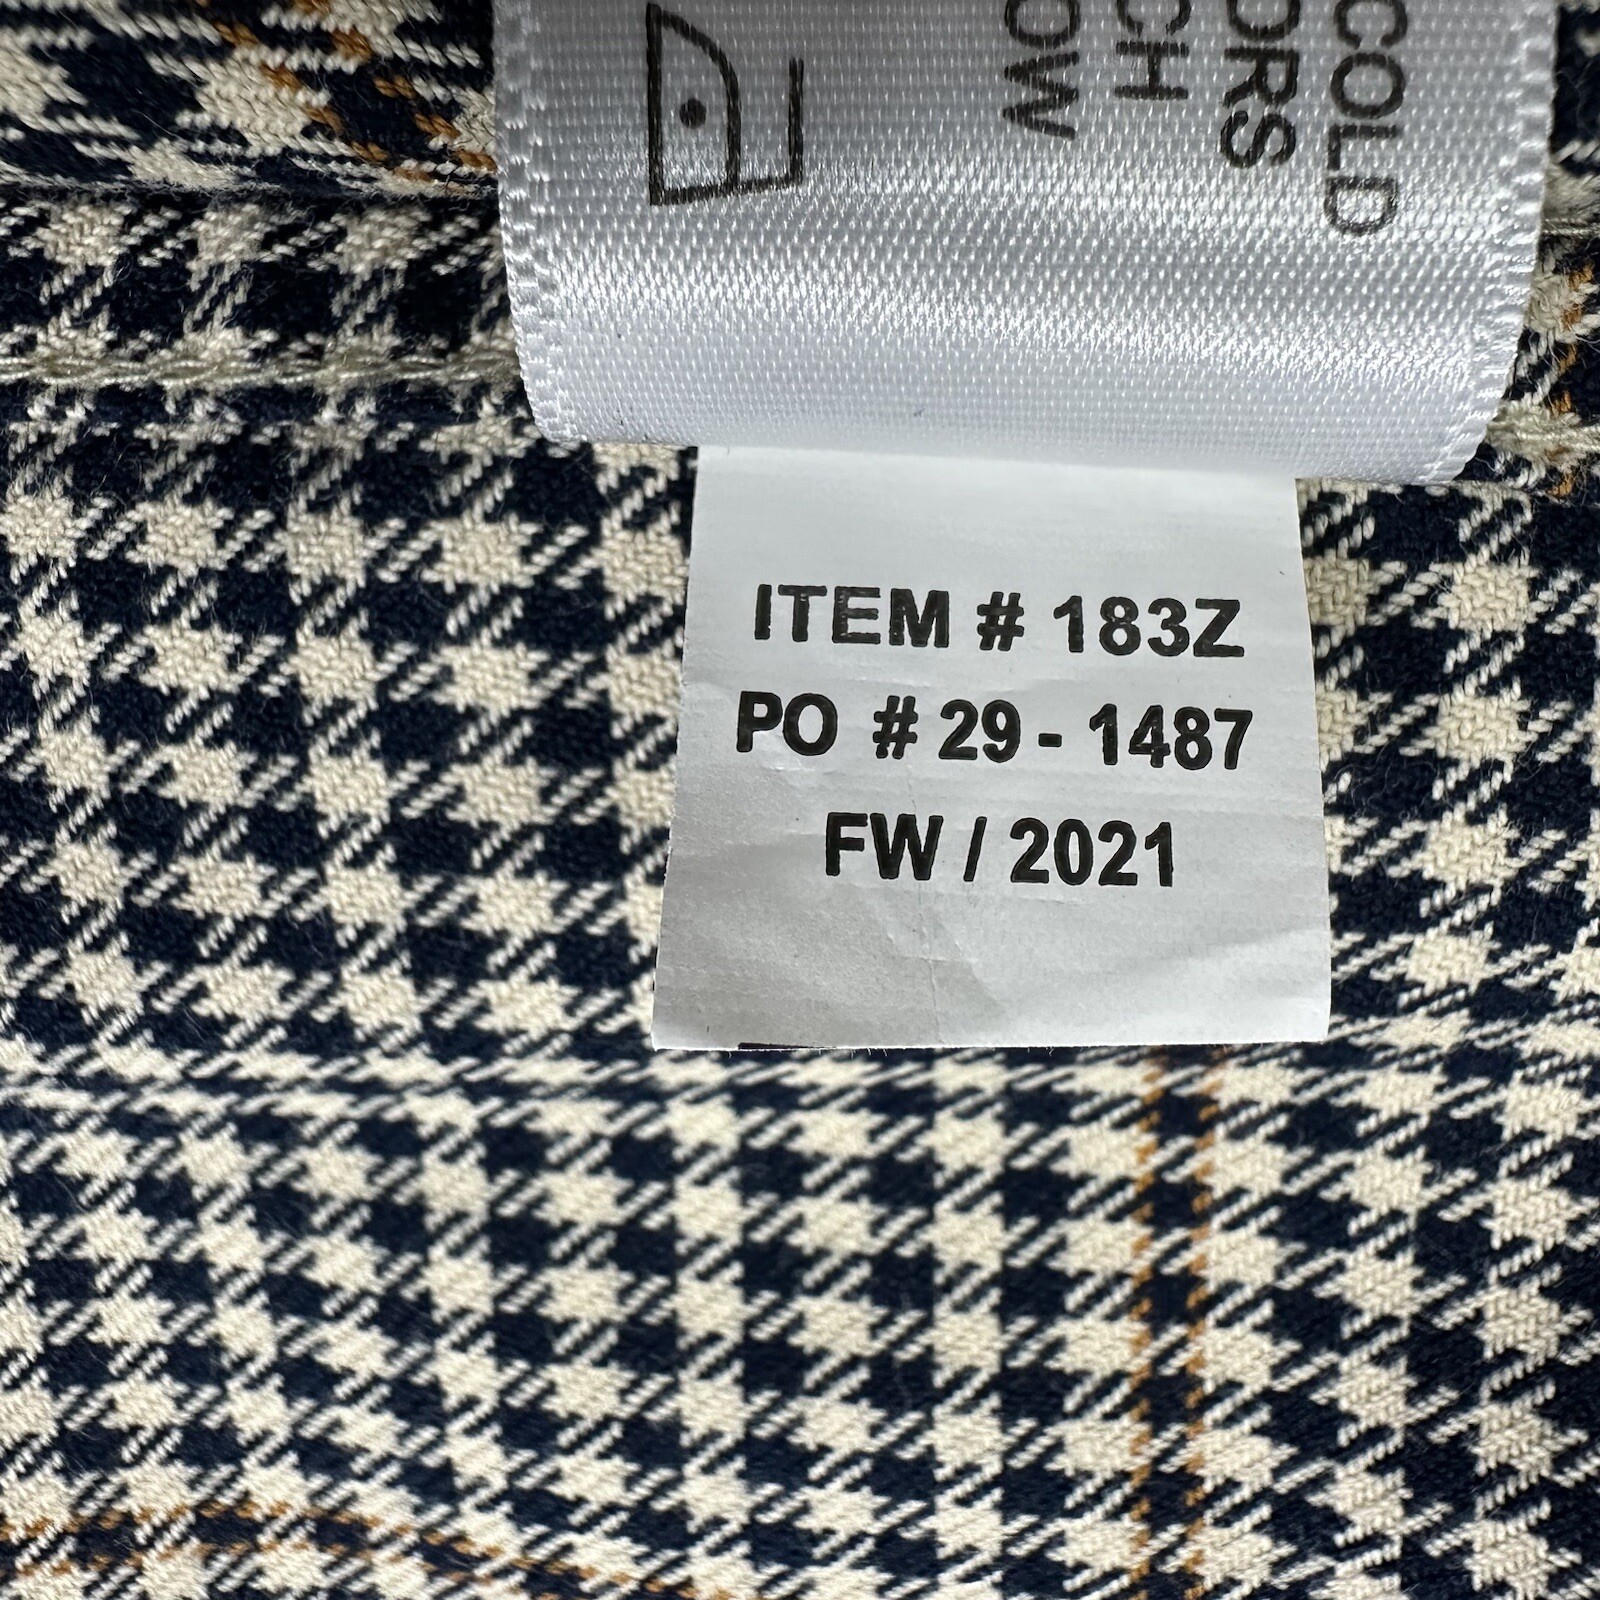 COLD
ORS
CH
OW
ITEM # 183Z
PO # 29 - 1487
FW / 2021